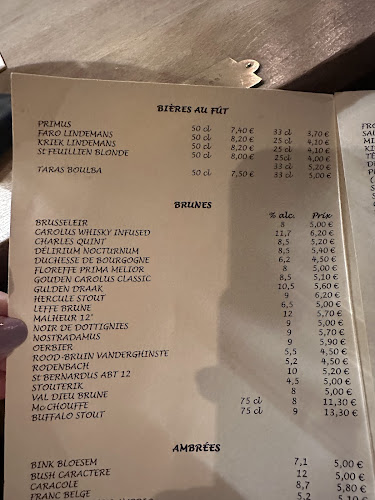 BIÈRES AU FÛT
PRIMUS 50 cl 7,40 € 33 cl 3,70 €
FARO LINDEMANS 50 cl 8,20 € 25 cl 4,10 €
KRIEK LINDEMANS 50 cl 8,20 € 25 cl 4,10 €
St FEUILLIEN BLONDE 50 cl 8,00 € 25 cl 4,00 €
33 cl 5,20 €
TARAS BOULBA 50 cl 7,50 € 33 cl 5,00 €
BRUNES
% alc. Prix
BRUSSELEIR 8 5,00 €
CAROLUS WHISKY INFUSED 11,7 6,20 €
CHARLES QUINT 8,5 5,20 €
DÉLIRIUM NOCTURNUM 8,5 5,40 €
DUCHESSE DE BOURGOGNE 6,2 4,50 €
FLOREFFE PRIMA MELIOR 8 5,00 €
GOUDEN CAROLUS CLASSIC 8,5 5,10 €
GULDEN DRAAK 10,5 5,60 €
HERCULE STOUT 9 6,20 €
LEFFE BRUNE 6,5 5,00 €
MALHEUR 12° 12 5,70 €
NOIR DE DOTTIGNIES 9 5,00 €
NOSTRADAMUS 9 5,70 €
OERBIER 9 5,90 €
ROOD-BRUIN VANDERGHINSTE 5,5 4,50 €
RODENBACH 5,2 4,50 €
St BERNARDUS ABT 12 10 5,20 €
STOUTERIK 4,5 5,00 €
VAL DIEU BRUNE 8 5,00 €
Mc CHOUFFE 75 cl 8 11,30 €
BUFFALO STOUT 75 cl 9 13,30 €
AMBRÉES
BINK BLOESEM 7,1 5,00 €
BUSH CARACTERE 12 5,00 €
CARACOLE 8,7 5,80 €
FRANC BELGE 5,2 5,10 €